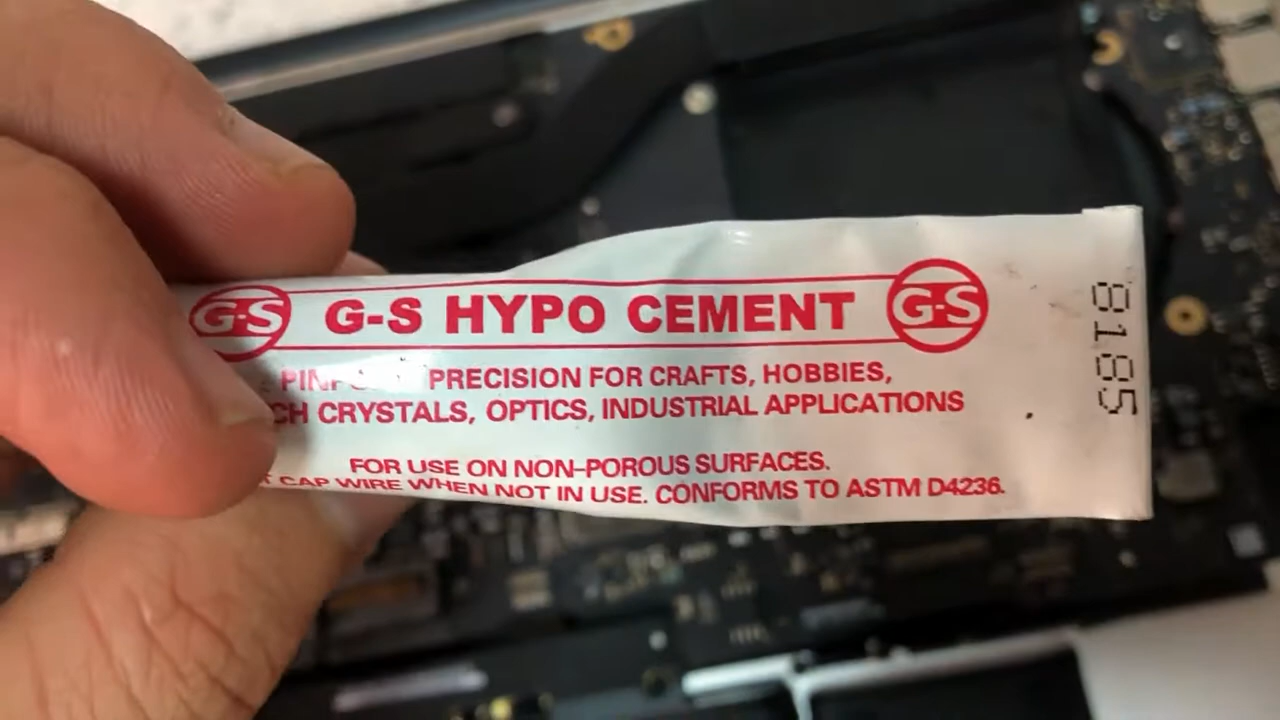 G-S G-S HYPO CEMENT G-S
PRECISION FOR CRAFTS, HOBBIES,
CRYSTALS, OPTICS, INDUSTRIAL APPLICATIONS
FOR USE ON NON-POROUS SURFACES.
CAP WIRE WHEN NOT IN USE. CONFORMS TO ASTM D4236.
8185